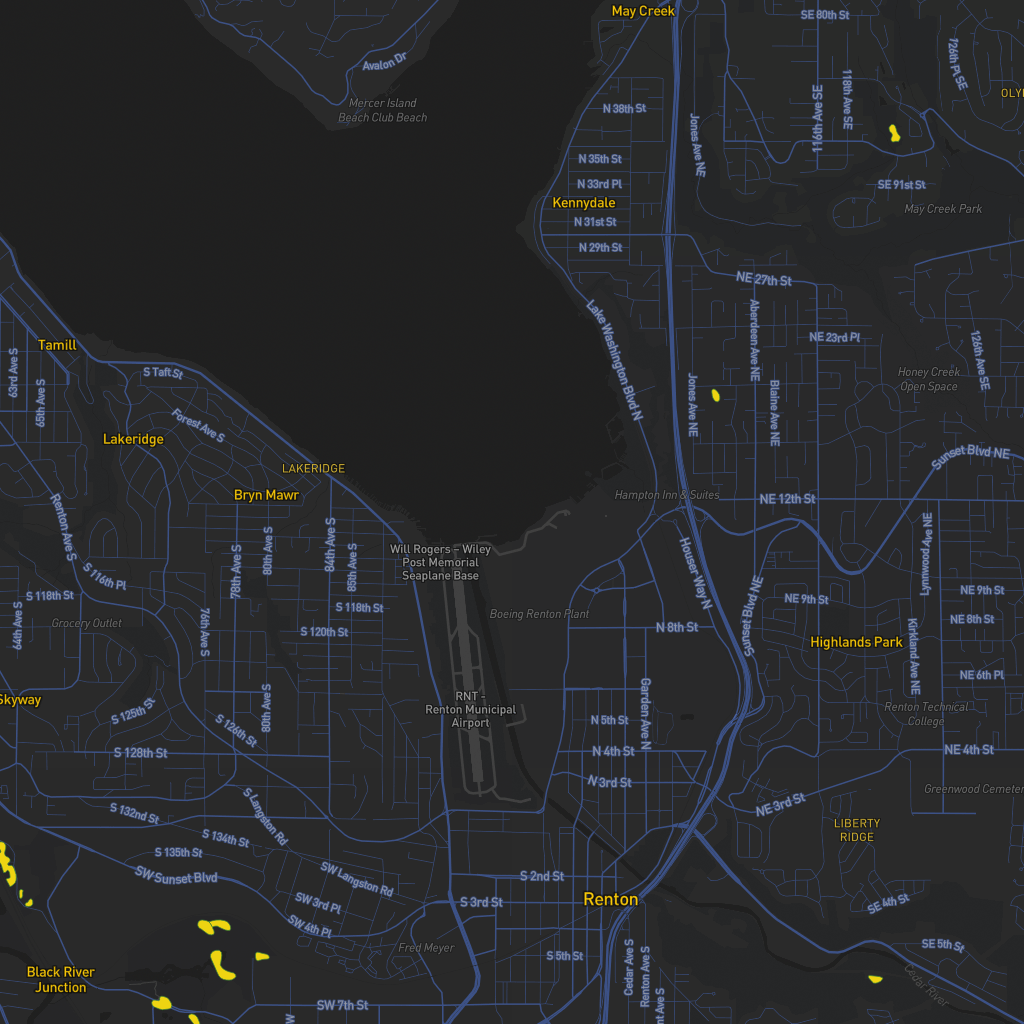 May Creek
SE 80th St
Avalon Dr
126th Pl SE
118th Ave SE
116th Ave SE
Mercer Island
Beach Club Beach
N 38th St
Jones Ave NE
N 35th St
N 33rd Pl
SE 91st St
Kennydale
May Creek Park
N 31st St
N 29th St
NE 27th St
Lake Washington Blvd N
Aberdeen Ave NE
NE 23rd Pl
126th Ave SE
Tamill
63rd Ave S
65th Ave S
S Taft St
Honey Creek
Open Space
Jones Ave NE
Blaine Ave NE
Forest Ave S
Lakeridge
LAKERIDGE
Sunset Blvd NE
Bryn Mawr
Hampton Inn & Suites
NE 12th St
Renton Ave S
80th Ave S
84th Ave S
85th Ave S
78th Ave S
Will Rogers – Wiley
Post Memorial
Seaplane Base
Houser Way N
Lynnwood Ave NE
S 116th Pl
Sunset Blvd NE
NE 9th St
NE 9th St
S 118th St
64th Ave S
S 118th St
Grocery Outlet
76th Ave S
S 120th St
Boeing Renton Plant
N 8th St
NE 8th St
Kirkland Ave NE
Highlands Park
NE 6th Pl
Skyway
S 125th St
80th Ave S
S 126th St
RNT -
Renton Municipal
Airport
Garden Ave N
N 5th St
Renton Technical
College
S 128th St
N 4th St
NE 4th St
N 3rd St
Greenwood Cemeter
S 132nd St
S Langston Rd
NE 3rd St
LIBERTY
RIDGE
S 134th St
S 135th St
SW Sunset Blvd
SW Langston Rd
S 2nd St
SW 3rd Pl
S 3rd St
Renton
SE 4th St
SW 4th Pl
Fred Meyer
S 5th St
Cedar Ave S
Renton Ave S
SE 5th St
Cedar River
Black River
Junction
SW 7th St